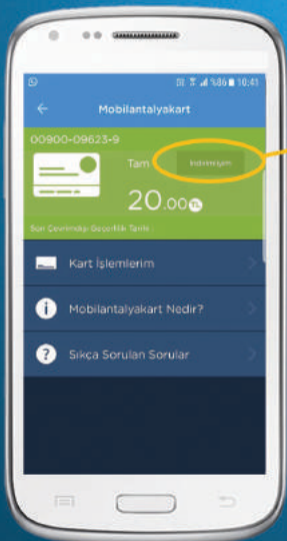 %86 10:41
Mobilantalyakart
00900-09623-9
Tam
İndirimliyim
20.00 TL
Son Çevrimdışı Geçerlilik Tarihi :
Kart İşlemlerim
Mobilantalyakart Nedir?
Sıkça Sorulan Sorular